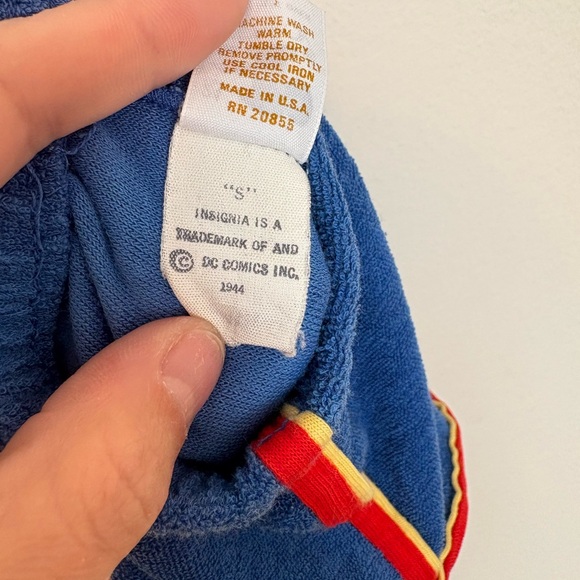 MACHINE WASH
WARM
TUMBLE DRY
REMOVE PROMPTLY
USE COOL IRON
IF NECESSARY
MADE IN U.S.A.
RN 20855
“S”
INSIGNIA IS A
TRADEMARK OF AND
© DC COMICS INC.
1944